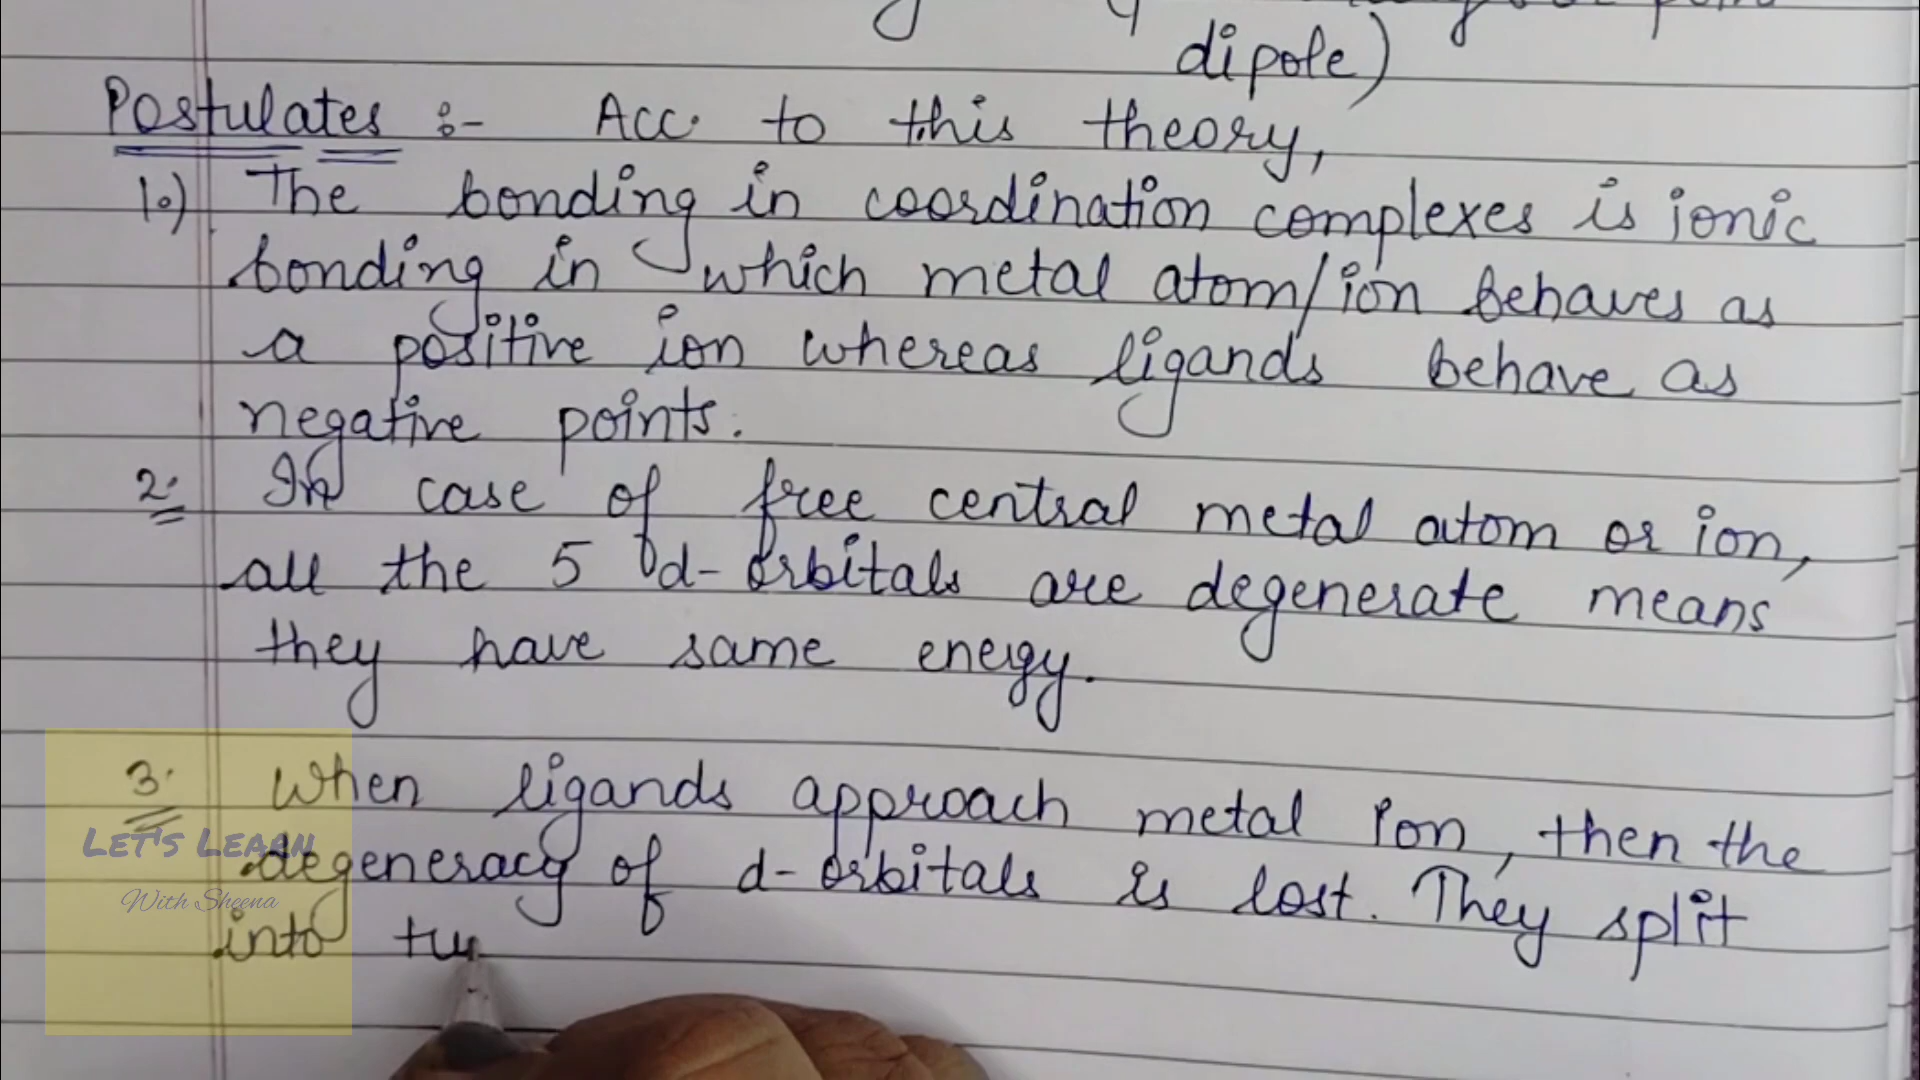 dipole)
Postulates :- Acc. to this theory,
1.) The bonding in coordination complexes is ionic
bonding in which metal atom/ion behaves as
a positive ion whereas ligands behave as
negative points.
2. In case of free central metal atom or ion,
all the 5 d-orbitals are degenerate means
they have same energy.
3. When ligands approach metal ion, then the
degeneracy of d-orbitals is lost. They split
into
LET'S LEARN
With Sheena